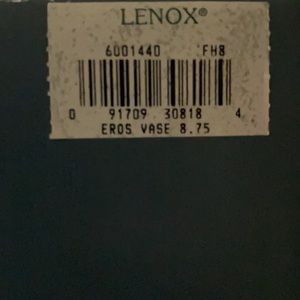 LENOX®
6001440 FH8
0 91709 30818 4
EROS VASE 8.75